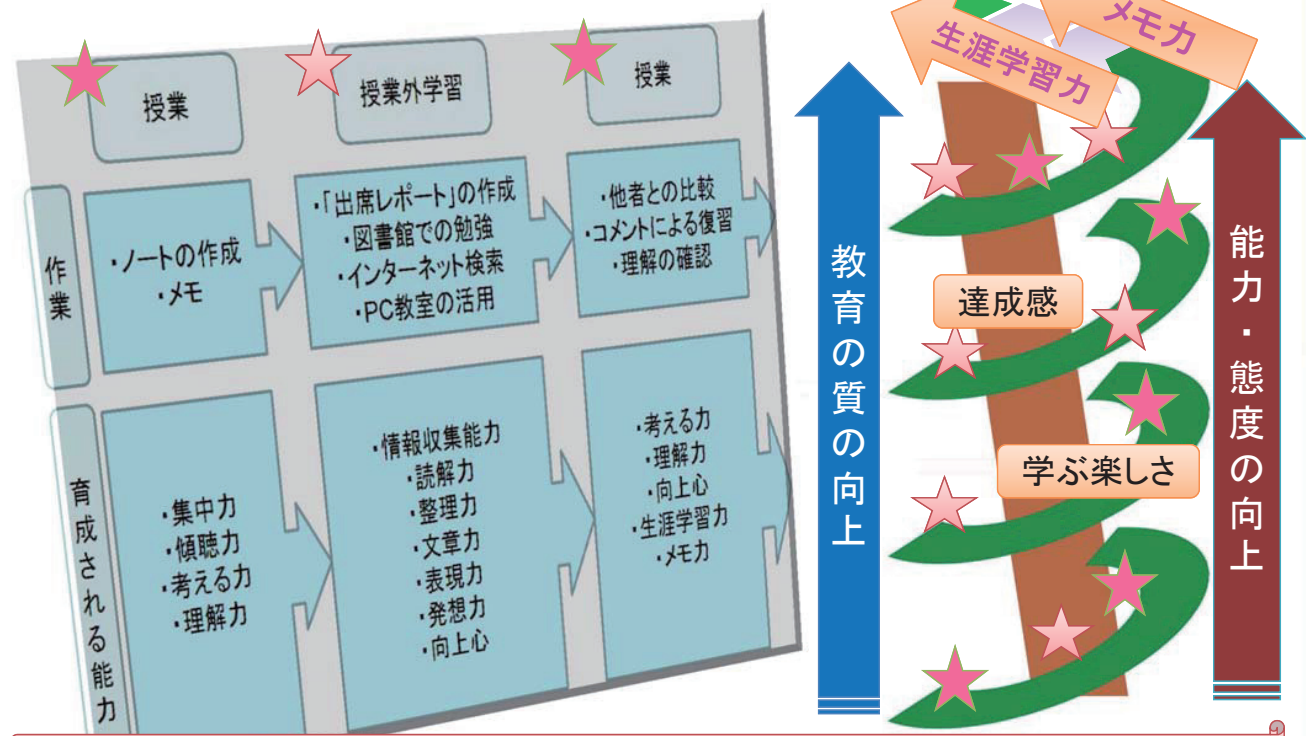 授業
授業外学習
授業
作業
・ノートの作成
・メモ
・「出席レポート」の作成
・図書館での勉強
・インターネット検索
・PC教室の活用
・他者との比較
・コメントによる復習
・理解の確認
育成される能力
・集中力
・傾聴力
・考える力
・理解力
・情報収集能力
・読解力
・整理力
・文章力
・表現力
・発想力
・向上心
・考える力
・理解力
・向上心
・生涯学習力
・メモ力
教育の質の向上
メモ力
生涯学習力
達成感
学ぶ楽しさ
能力・態度の向上